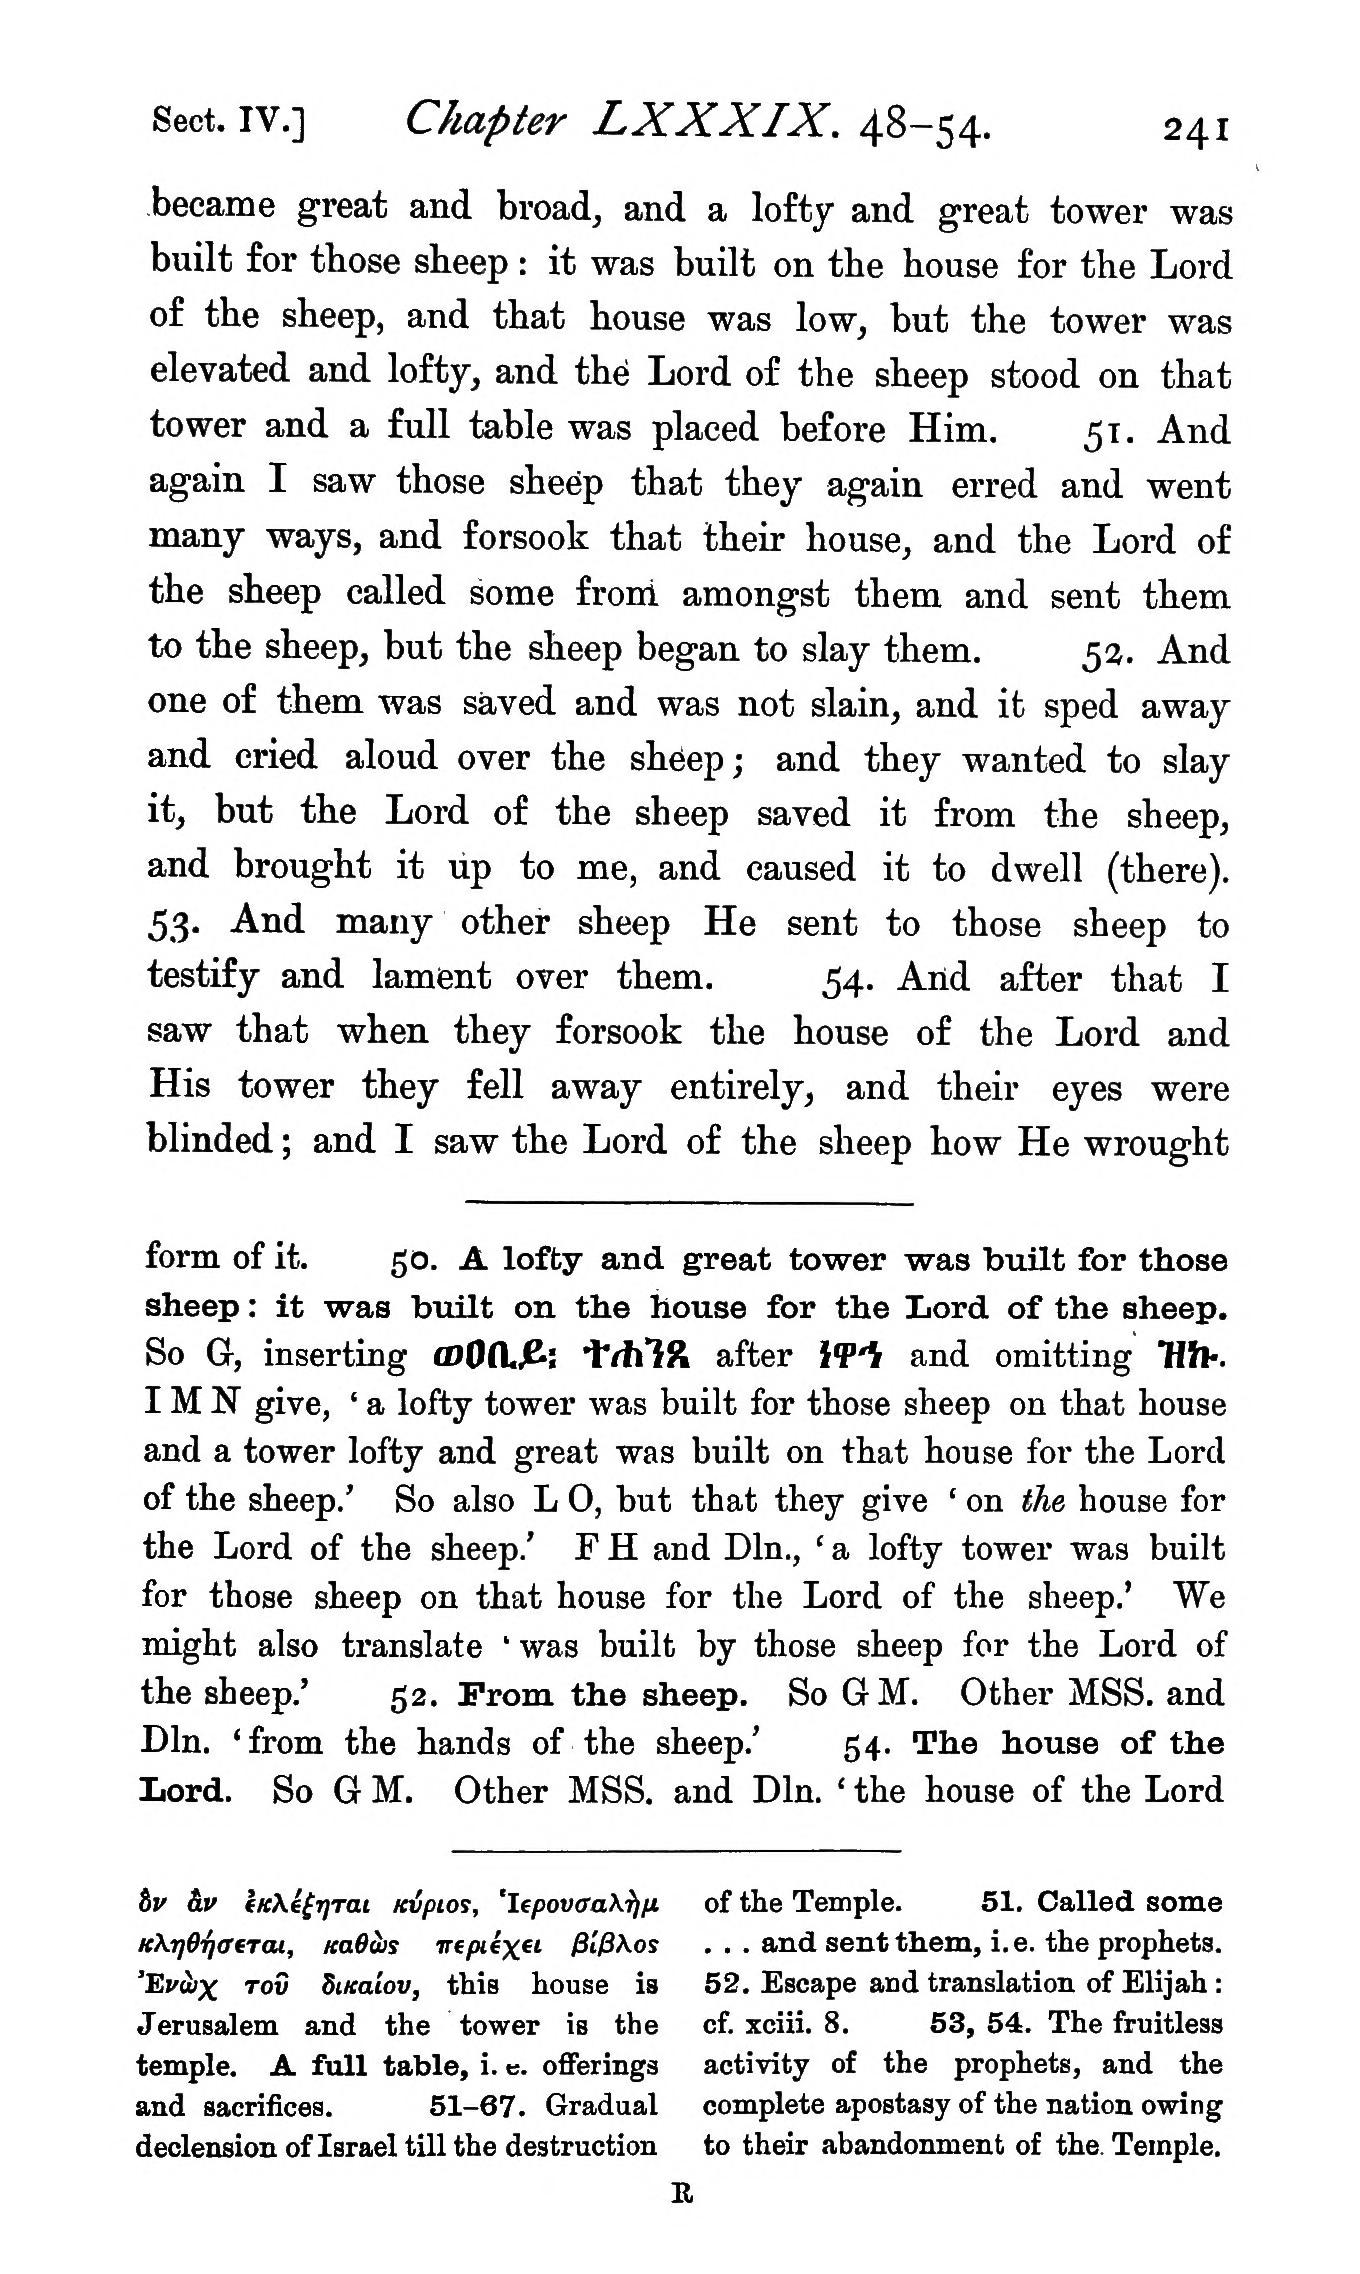 Sect. IV.] Chapter LXXXIX. 48–54. 241
became great and broad, and a lofty and great tower was
built for those sheep : it was built on the house for the Lord
of the sheep, and that house was low, but the tower was
elevated and lofty, and the Lord of the sheep stood on that
tower and a full table was placed before Him. 51. And
again I saw those sheep that they again erred and went
many ways, and forsook that their house, and the Lord of
the sheep called some from amongst them and sent them
to the sheep, but the sheep began to slay them. 52. And
one of them was saved and was not slain, and it sped away
and cried aloud over the sheep ; and they wanted to slay
it, but the Lord of the sheep saved it from the sheep,
and brought it up to me, and caused it to dwell (there).
53. And many other sheep He sent to those sheep to
testify and lament over them. 54. And after that I
saw that when they forsook the house of the Lord and
His tower they fell away entirely, and their eyes were
blinded ; and I saw the Lord of the sheep how He wrought
form of it. 50. A lofty and great tower was built for those
sheep : it was built on the house for the Lord of the sheep.
So G, inserting ወዐቢይ፡ ተሐንጸ after ነዋኅ and omitting ዝኩ.
I M N give, ‘ a lofty tower was built for those sheep on that house
and a tower lofty and great was built on that house for the Lord
of the sheep.’ So also L O, but that they give ‘ on the house for
the Lord of the sheep.’ F H and Dln., ‘ a lofty tower was built
for those sheep on that house for the Lord of the sheep.’ We
might also translate ‘ was built by those sheep for the Lord of
the sheep.’ 52. From the sheep. So G M. Other MSS. and
Dln. ‘ from the hands of the sheep.’ 54. The house of the
Lord. So G M. Other MSS. and Dln. ‘ the house of the Lord
ὃν ἂν ἐκλέξηται κύριος, Ἱερουσαλὴμ
κληθήσεται, καθὼς περιέχει βίβλος
Ἐνὼχ τοῦ δικαίου, this house is
Jerusalem and the tower is the
temple. A full table, i. e. offerings
and sacrifices. 51–67. Gradual
declension of Israel till the destruction
of the Temple. 51. Called some
. . . and sent them, i. e. the prophets.
52. Escape and translation of Elijah :
cf. xciii. 8. 53, 54. The fruitless
activity of the prophets, and the
complete apostasy of the nation owing
to their abandonment of the Temple.
R